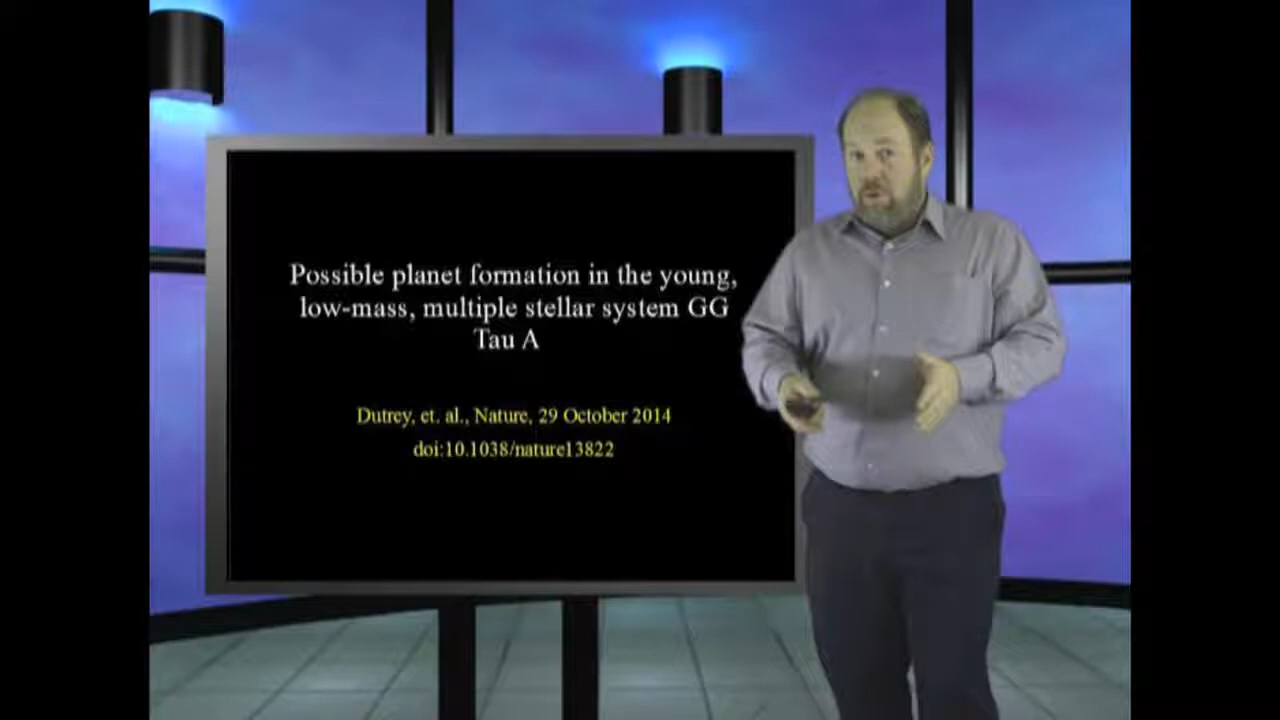 Possible planet formation in the young,
low-mass, multiple stellar system GG
Tau A
Dutrey, et. al., Nature, 29 October 2014
doi:10.1038/nature13822